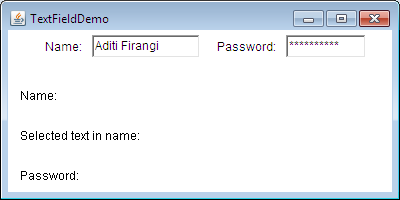 TextFieldDemo
Name: Aditi Firangi Password: **********
Name:
Selected text in name:
Password: